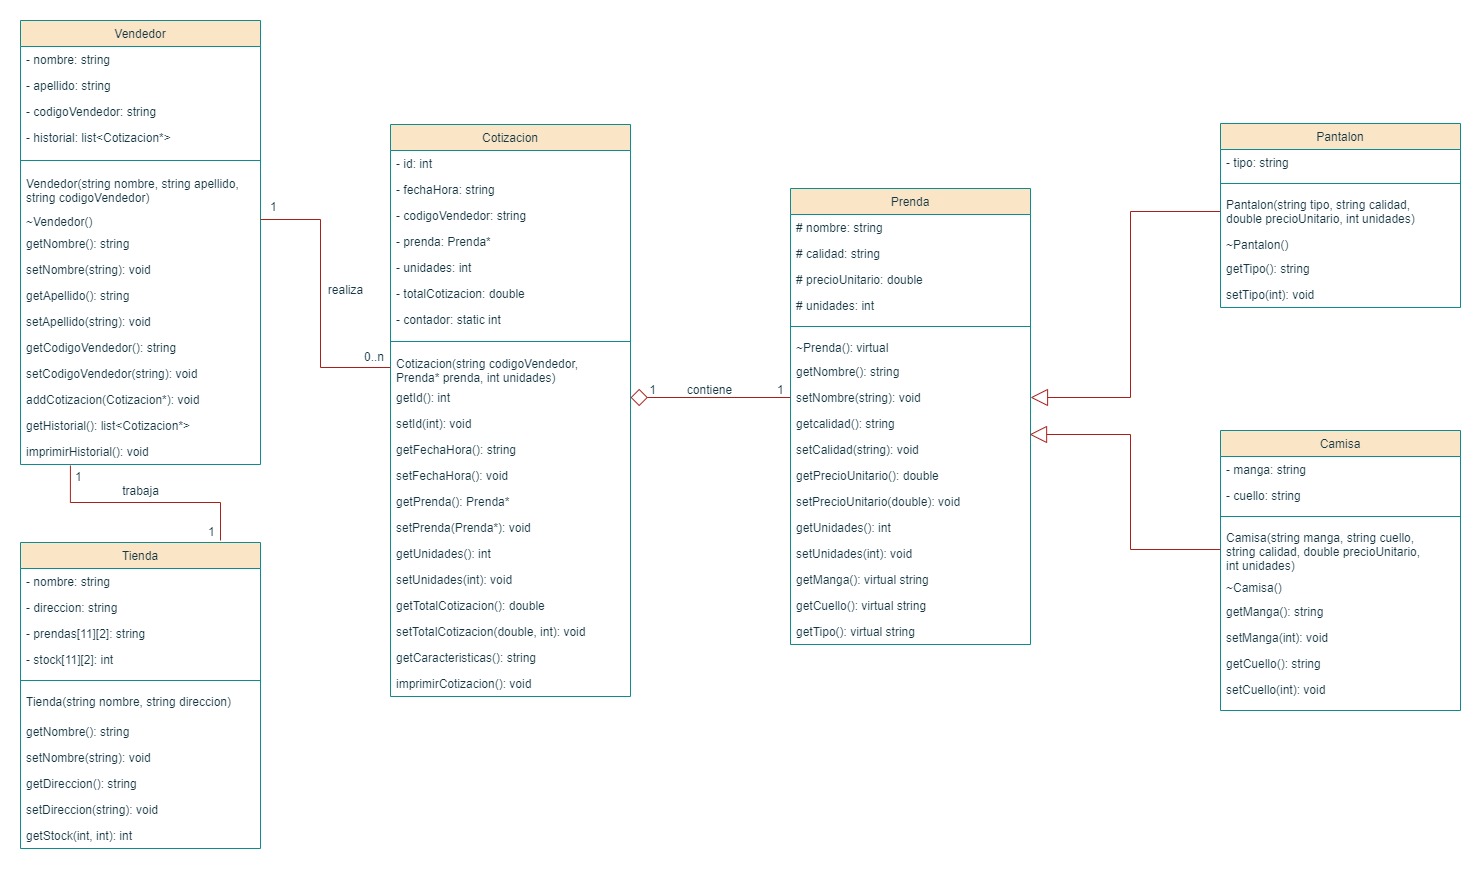 Vendedor
- nombre: string
- apellido: string
- codigoVendedor: string
- historial: list<Cotizacion*>
Vendedor(string nombre, string apellido,
string codigoVendedor)
~Vendedor()
getNombre(): string
setNombre(string): void
getApellido(): string
setApellido(string): void
getCodigoVendedor(): string
setCodigoVendedor(string): void
addCotizacion(Cotizacion*): void
getHistorial(): list<Cotizacion*>
imprimirHistorial(): void
1
trabaja
1
Tienda
- nombre: string
- direccion: string
- prendas[11][2]: string
- stock[11][2]: int
Tienda(string nombre, string direccion)
getNombre(): string
setNombre(string): void
getDireccion(): string
setDireccion(string): void
getStock(int, int): int
1
realiza
0..n
Cotizacion
- id: int
- fechaHora: string
- codigoVendedor: string
- prenda: Prenda*
- unidades: int
- totalCotizacion: double
- contador: static int
Cotizacion(string codigoVendedor,
Prenda* prenda, int unidades)
getId(): int
setId(int): void
getFechaHora(): string
setFechaHora(): void
getPrenda(): Prenda*
setPrenda(Prenda*): void
getUnidades(): int
setUnidades(int): void
getTotalCotizacion(): double
setTotalCotizacion(double, int): void
getCaracteristicas(): string
imprimirCotizacion(): void
1
contiene
1
Prenda
# nombre: string
# calidad: string
# precioUnitario: double
# unidades: int
~Prenda(): virtual
getNombre(): string
setNombre(string): void
getcalidad(): string
setCalidad(string): void
getPrecioUnitario(): double
setPrecioUnitario(double): void
getUnidades(): int
setUnidades(int): void
getManga(): virtual string
getCuello(): virtual string
getTipo(): virtual string
Pantalon
- tipo: string
Pantalon(string tipo, string calidad,
double precioUnitario, int unidades)
~Pantalon()
getTipo(): string
setTipo(int): void
Camisa
- manga: string
- cuello: string
Camisa(string manga, string cuello,
string calidad, double precioUnitario,
int unidades)
~Camisa()
getManga(): string
setManga(int): void
getCuello(): string
setCuello(int): void